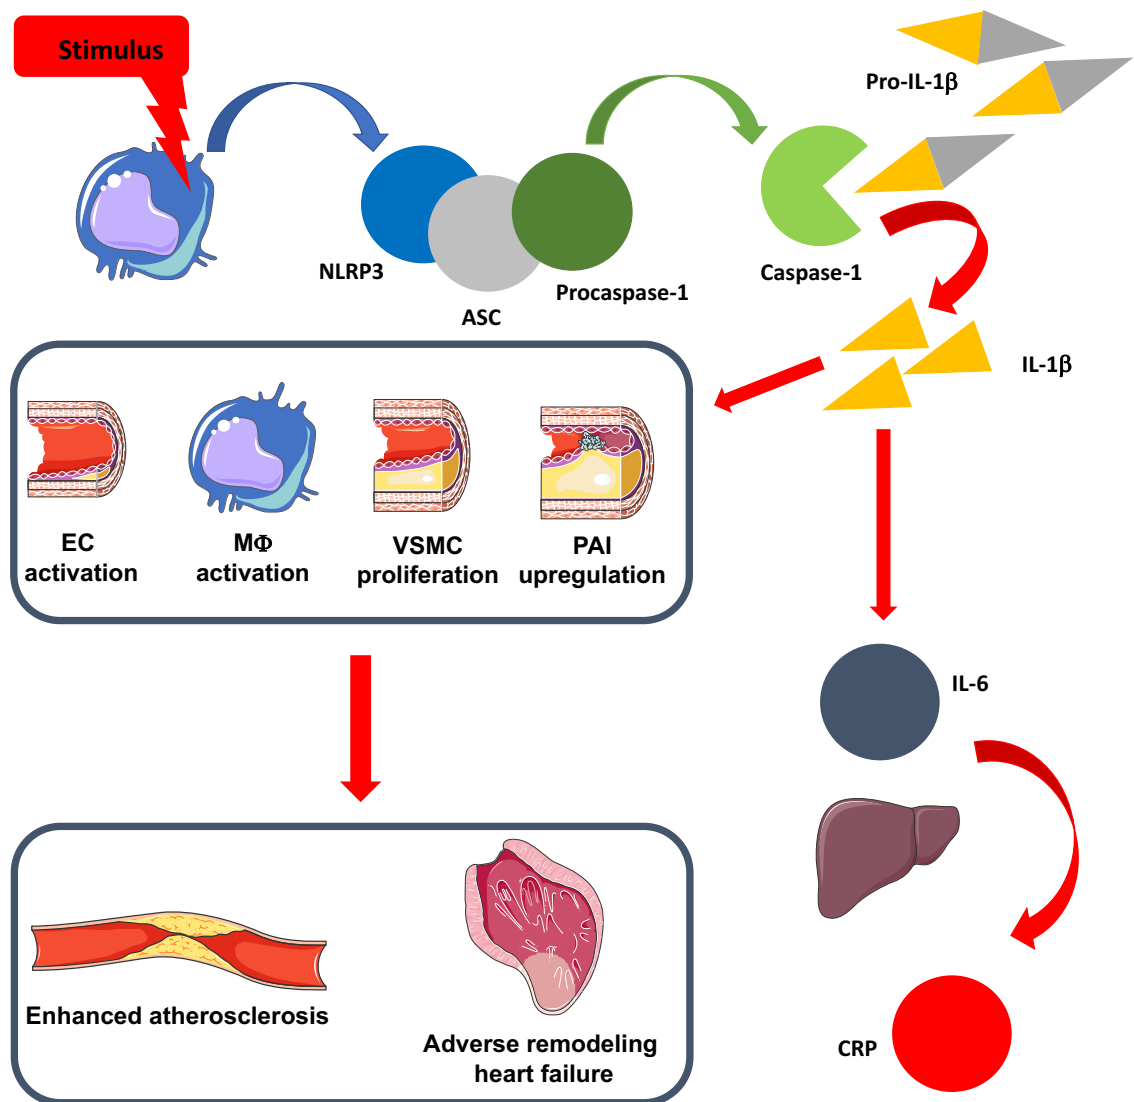 Stimulus
Pro-IL-1β
NLRP3
ASC
Procaspase-1
Caspase-1
IL-1β
EC
activation
MΦ
activation
VSMC
proliferation
PAI
upregulation
IL-6
Enhanced atherosclerosis
Adverse remodeling
heart failure
CRP